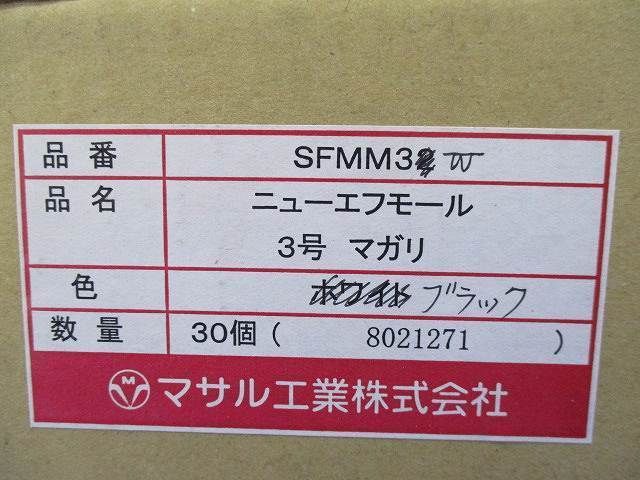 品番 SFMM3 W
品名 ニューエフモール
3号 マガリ
色 ブラック
数量 30個 ( 8021271 )
マサル工業株式会社